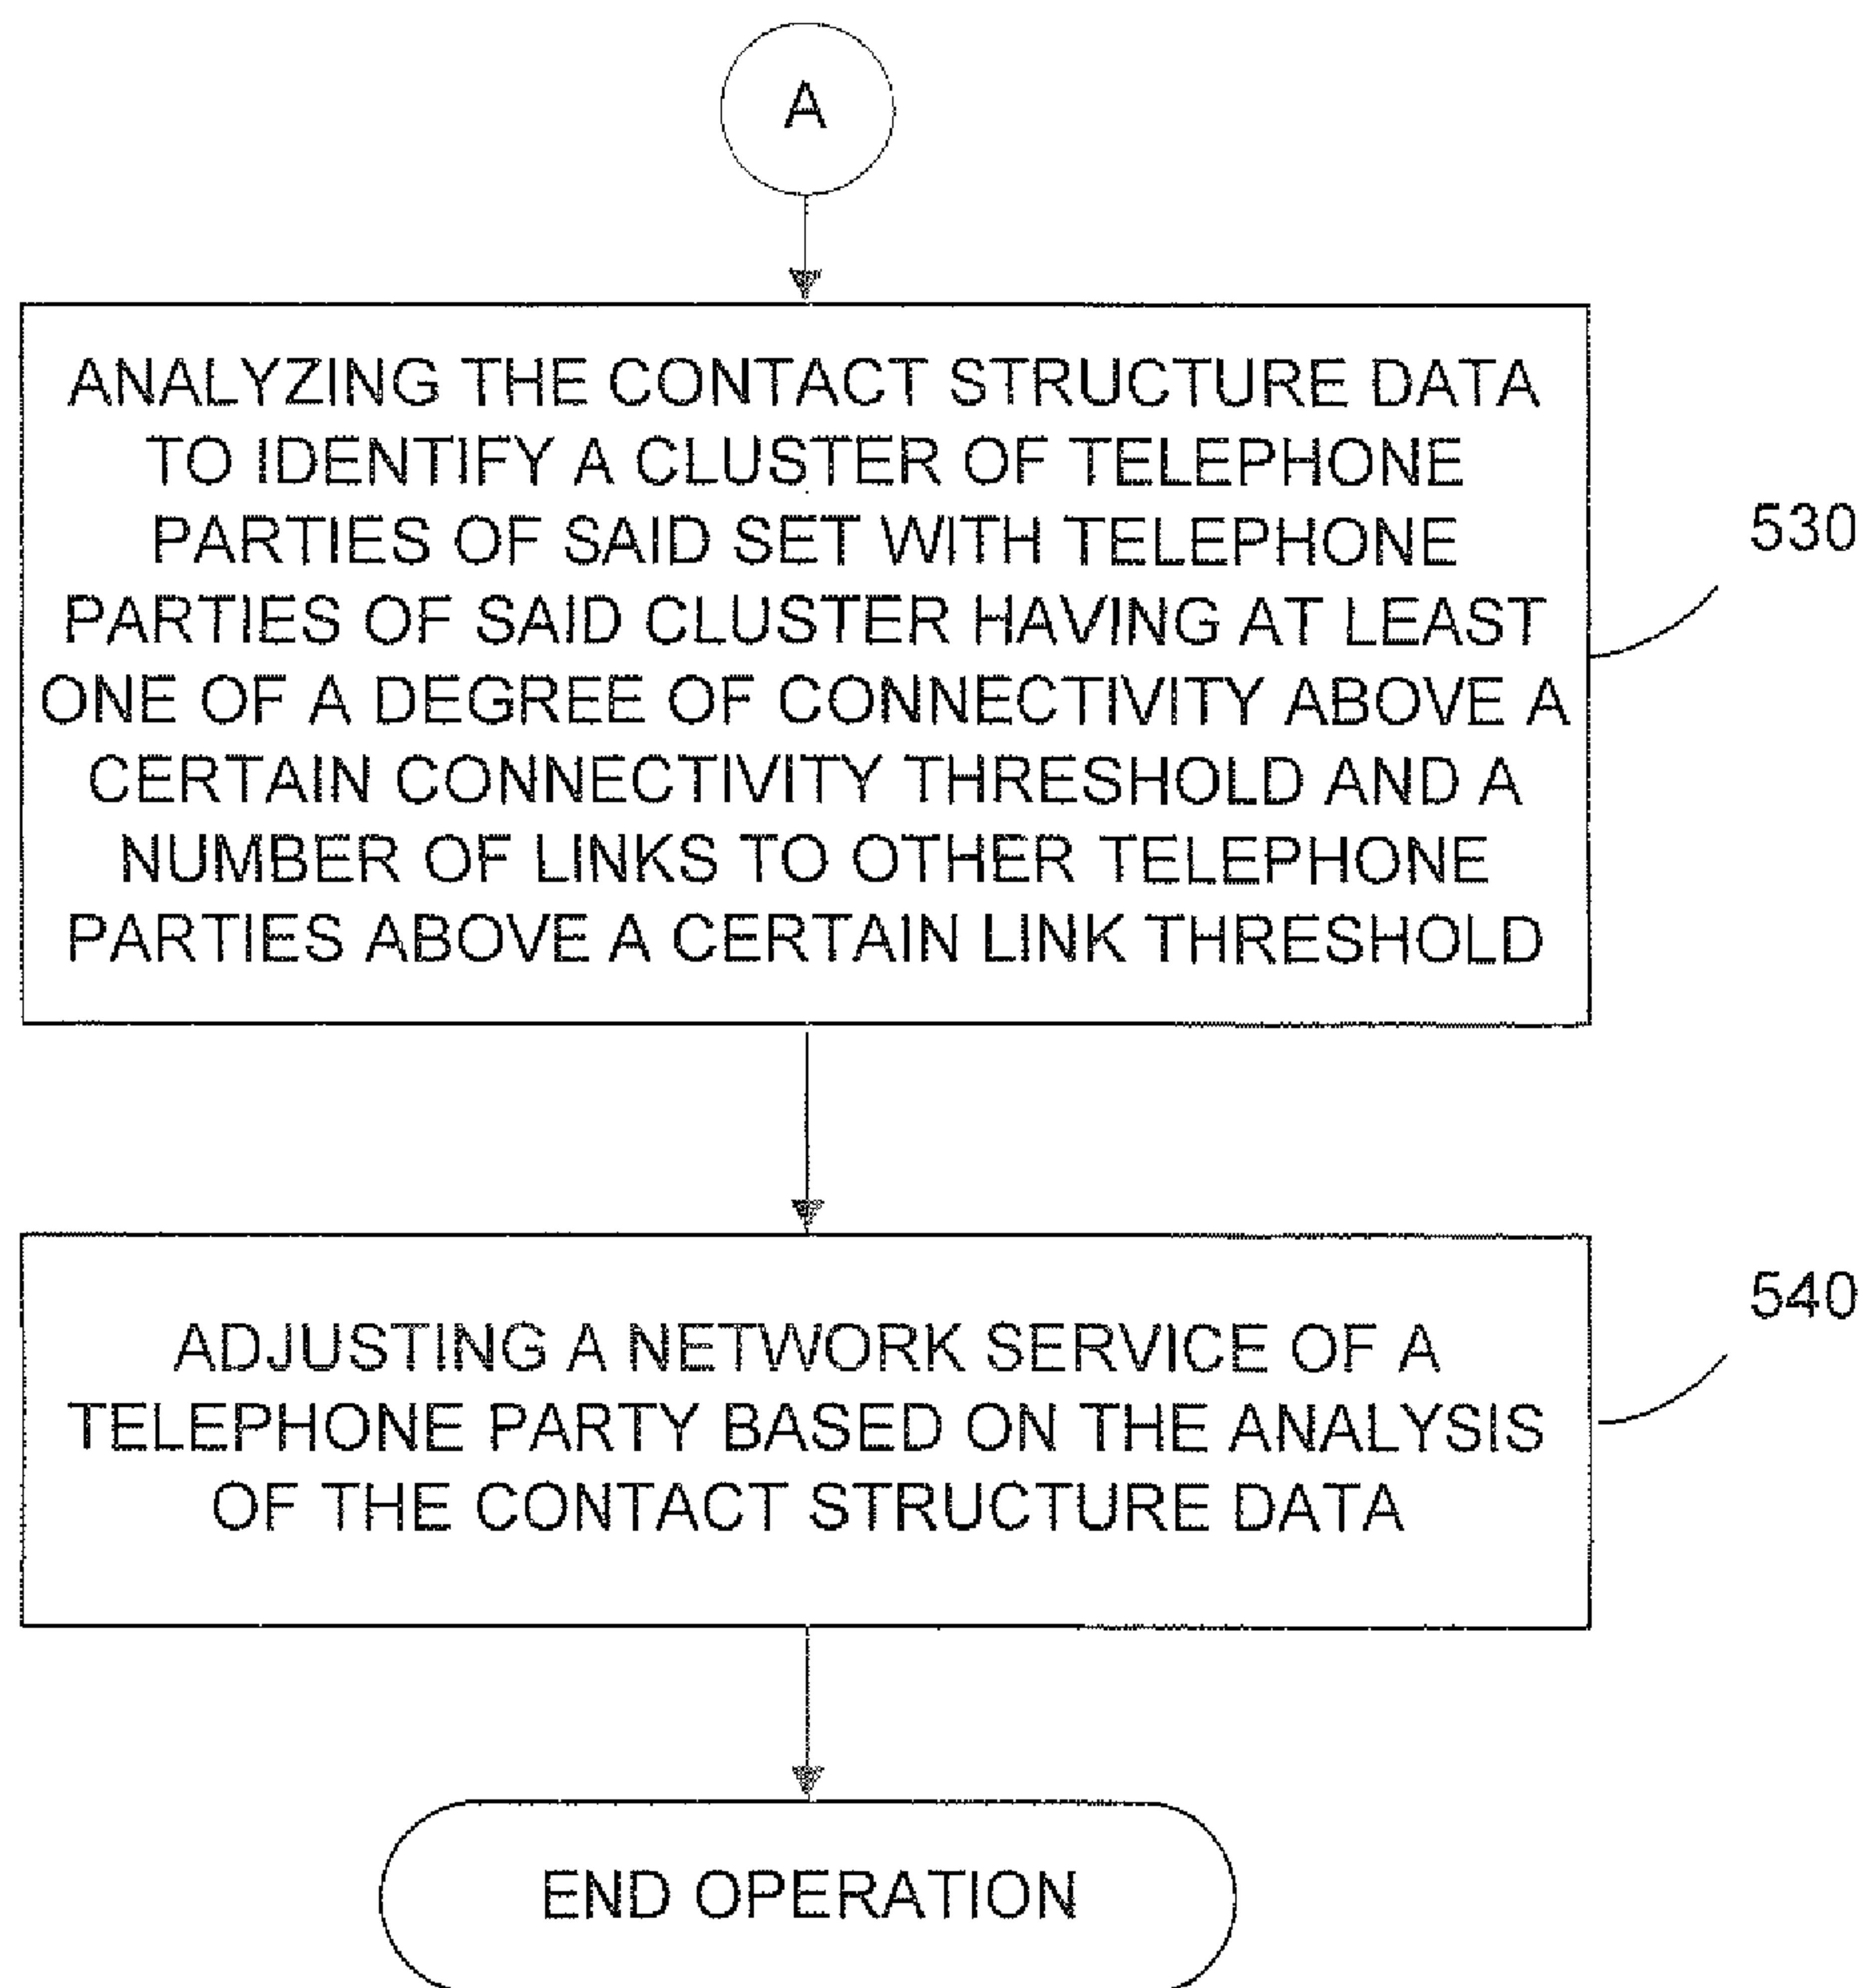 A
ANALYZING THE CONTACT STRUCTURE DATA
TO IDENTIFY A CLUSTER OF TELEPHONE
PARTIES OF SAID SET WITH TELEPHONE
PARTIES OF SAID CLUSTER HAVING AT LEAST
ONE OF A DEGREE OF CONNECTIVITY ABOVE A
CERTAIN CONNECTIVITY THRESHOLD AND A
NUMBER OF LINKS TO OTHER TELEPHONE
PARTIES ABOVE A CERTAIN LINK THRESHOLD
530
ADJUSTING A NETWORK SERVICE OF A
TELEPHONE PARTY BASED ON THE ANALYSIS
OF THE CONTACT STRUCTURE DATA
540
END OPERATION